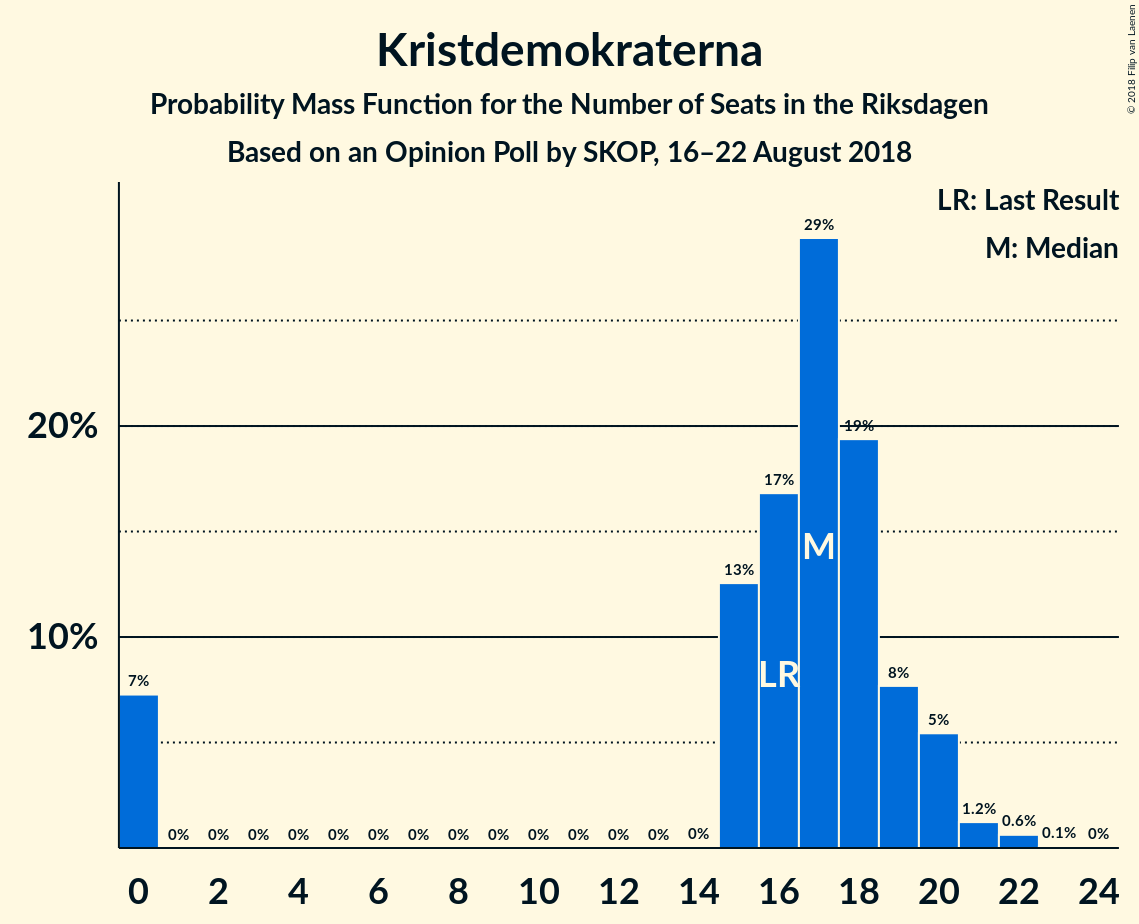 Kristdemokraterna
Probability Mass Function for the Number of Seats in the Riksdagen
Based on an Opinion Poll by SKOP, 16–22 August 2018
© 2018 Filip van Laenen
LR: Last Result
M: Median
29%
20%
19%
17%
M
13%
10%
LR
8%
7%
5%
1.2%
0.6%
0% 0% 0% 0% 0% 0% 0% 0% 0% 0% 0% 0% 0% 0% 0.1% 0%
0 2 4 6 8 10 12 14 16 18 20 22 24